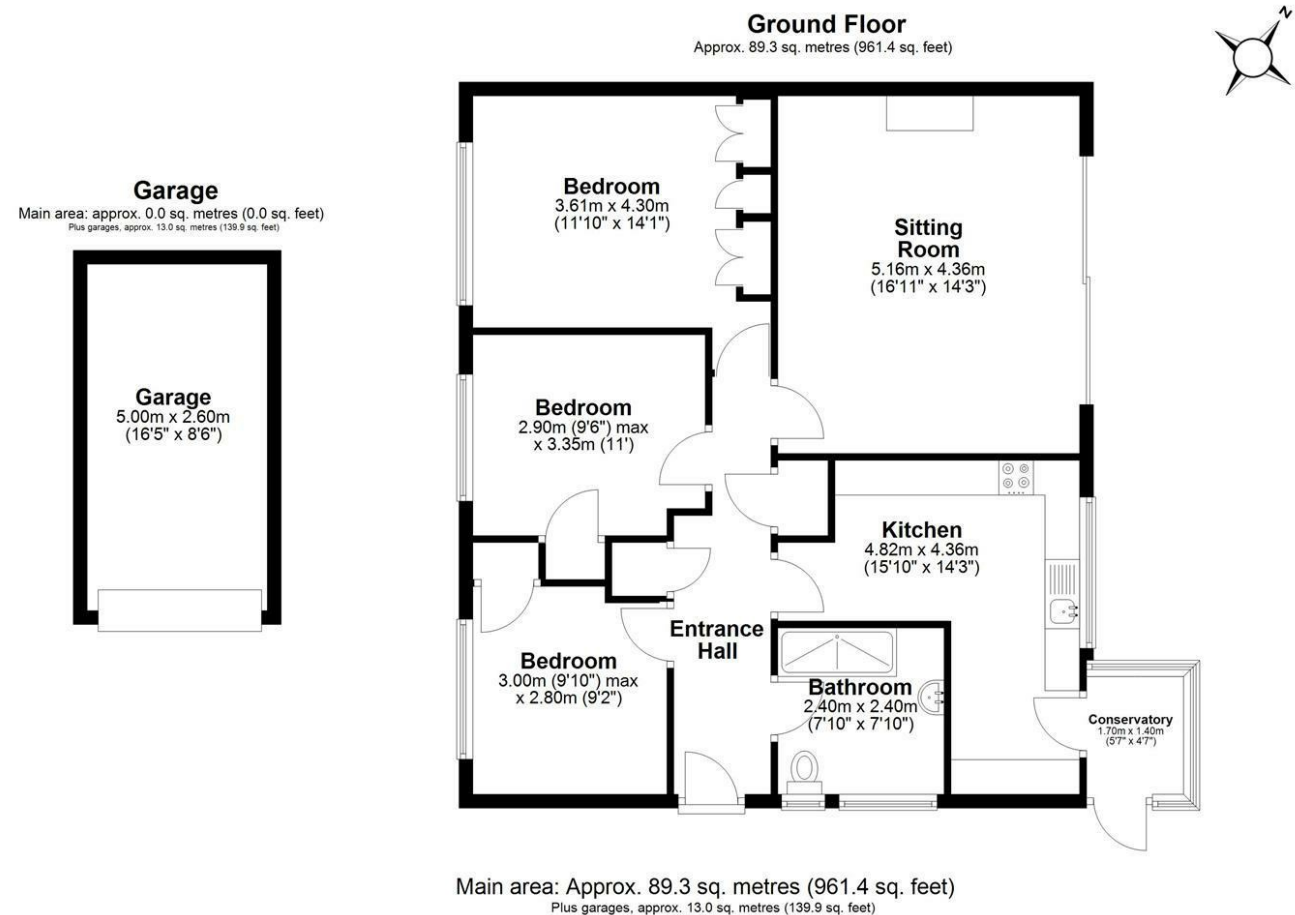 Ground Floor
Approx. 89.3 sq. metres (961.4 sq. feet)
N
Garage
Main area: approx. 0.0 sq. metres (0.0 sq. feet)
Plus garages, approx. 13.0 sq. metres (139.9 sq. feet)
Garage
5.00m x 2.60m
(16'5" x 8'6")
Bedroom
3.61m x 4.30m
(11'10" x 14'1")
Sitting
Room
5.16m x 4.36m
(16'11" x 14'3")
Bedroom
2.90m (9'6") max
x 3.35m (11')
Kitchen
4.82m x 4.36m
(15'10" x 14'3")
Entrance
Hall
Bedroom
3.00m (9'10") max
x 2.80m (9'2")
Bathroom
2.40m x 2.40m
(7'10" x 7'10")
Conservatory
1.70m x 1.40m
(5'7" x 4'7")
Main area: Approx. 89.3 sq. metres (961.4 sq. feet)
Plus garages, approx. 13.0 sq. metres (139.9 sq. feet)